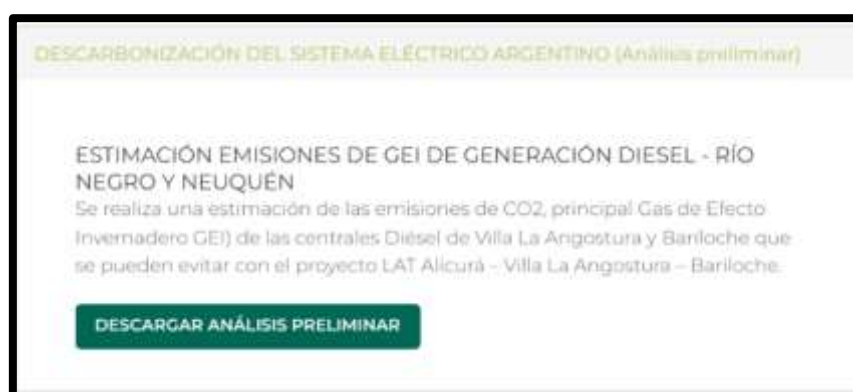 DESCARBONIZACIÓN DEL SISTEMA ELÉCTRICO ARGENTINO (Análisis preliminar)
ESTIMACIÓN EMISIONES DE GEI DE GENERACIÓN DIESEL - RÍO
NEGRO Y NEUQUÉN
Se realiza una estimación de las emisiones de CO2, principal Gas de Efecto
Invernadero GEI) de las centrales Diésel de Villa La Angostura y Bariloche que
se pueden evitar con el proyecto LAT Alicurá – Villa La Angostura – Bariloche.
DESCARGAR ANÁLISIS PRELIMINAR